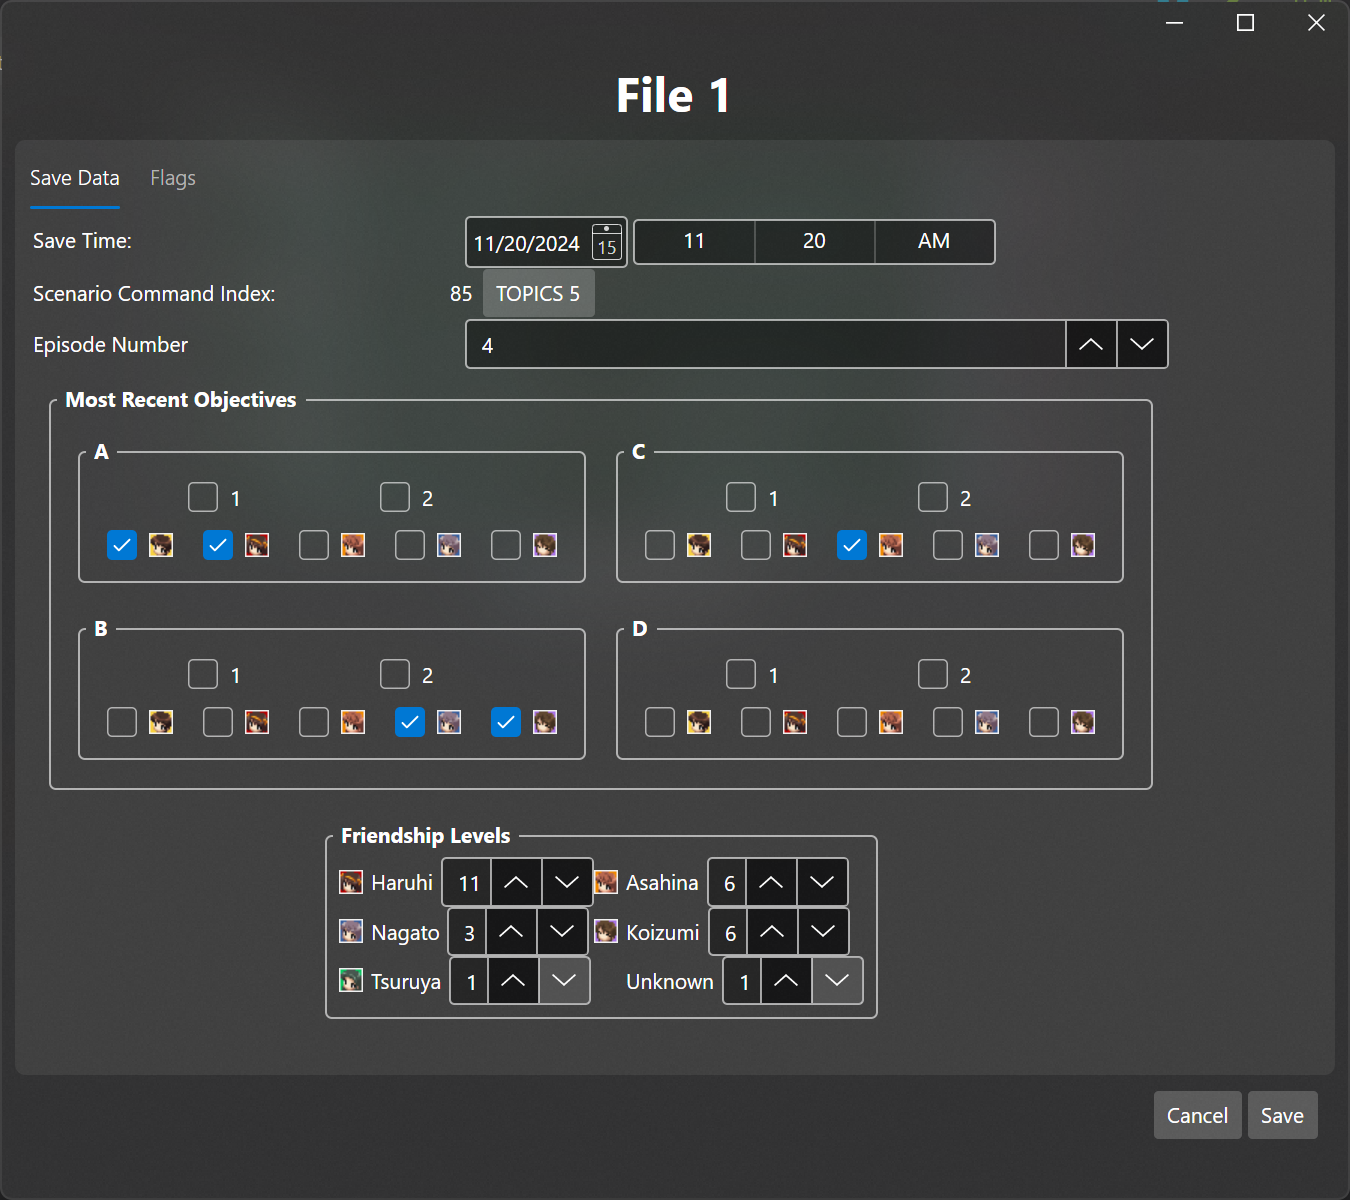 File 1
Save Data Flags
Save Time: 11/20/2024 15 11 20 AM
Scenario Command Index: 85 TOPICS 5
Episode Number 4
Most Recent Objectives
A C
1 2 1 2
B D
1 2 1 2
Friendship Levels
Haruhi 11 Asahina 6
Nagato 3 Koizumi 6
Tsuruya 1 Unknown 1
Cancel Save